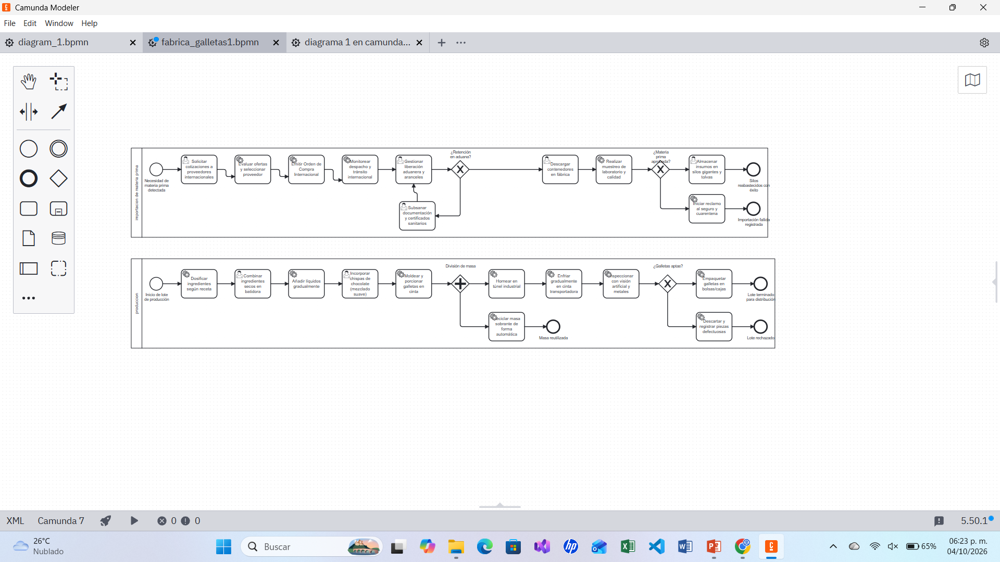 Camunda Modeler
File Edit Window Help
diagram_1.bpmn
fabrica_galletas1.bpmn
diagrama 1 en camunda...
importacion de materia prima
Necesidad de
materia prima
detectada
Solicitar
cotizaciones a
proveedores
internacionales
Evaluar ofertas
y seleccionar
proveedor
Emitir Orden de
Compra
Internacional
Monitorear
despacho y
tránsito
internacional
Gestionar
liberación
aduanera y
aranceles
¿Retención
en aduana?
Subsanar
documentación
y certificados
sanitarios
Descargar
contenedores
en fábrica
Realizar
muestreo de
laboratorio y
calidad
¿Materia
prima
aprobada?
Almacenar
insumos en
silos gigantes y
tolvas
Silos
reabastecidos con
éxito
Iniciar reclamo
al seguro y
cuarentena
Importación fallida
registrada
produccion
Inicio de lote
de producción
Dosificar
ingredientes
según receta
Combinar
ingredientes
secos en
batidora
Añadir líquidos
gradualmente
Incorporar
chispas de
chocolate
(mezclado
suave)
Moldear y
porcionar
galletas en
cinta
División de masa
Hornear en
túnel industrial
Enfriar
gradualmente
en cinta
transportadora
Inspeccionar
con visión
artificial y
metales
¿Galletas aptas?
Empaquetar
galletas en
bolsas/cajas
Lote terminado
para distribución
Reciclar masa
sobrante de
forma
automática
Masa reutilizada
Descartar y
registrar piezas
defectuosas
Lote rechazado
XML Camunda 7 0 0 5.50.1
26°C
Nublado
Buscar
65%
06:23 p. m.
04/10/2026